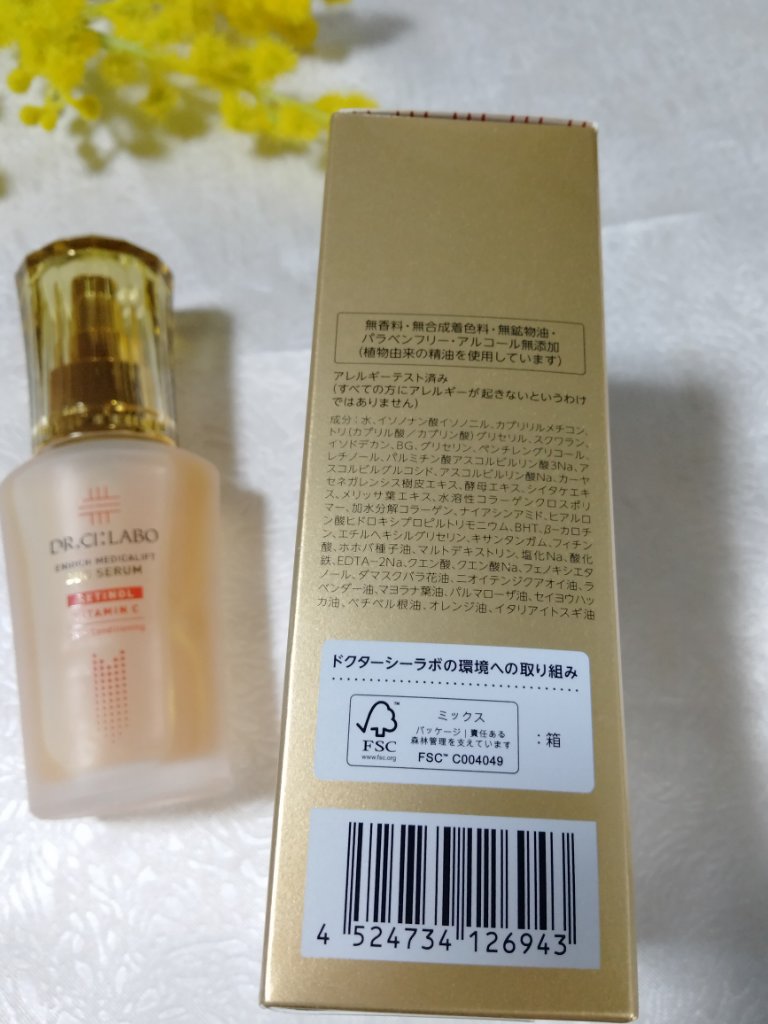 DR.CI:LABO
ENRICH MEDICALIFT
SERUM
RETINOL
VITAMIN C
Conditioning
無香料・無合成着色料・無鉱物油・
パラベンフリー・アルコール無添加
(植物由来の精油を使用しています)
アレルギーテスト済み
(すべての方にアレルギーが起きないというわけ
ではありません)
成分:水、イソノナン酸イソノニル、カプリリルメチコン、
トリ(カプリル酸/カプリン酸)グリセリル、スクワラン、
イソドデカン、BG、グリセリン、ペンチレングリコール、
レチノール、パルミチン酸アスコルビルリン酸3Na、ア
スコルビルグルコシド、アスコルビルリン酸Na、カーヤ
セネガレンシス樹皮エキス、酵母エキス、シイタケエキ
ス、メリッサ葉エキス、水溶性コラーゲンクロスポリ
マー、加水分解コラーゲン、ナイアシンアミド、ヒアルロ
ン酸ヒドロキシプロピルトリモニウム、BHT、β-カロチ
ン、エチルヘキシルグリセリン、キサンタンガム、フィチン
酸、ホホバ種子油、マルトデキストリン、塩化Na、酸化
鉄、EDTA-2Na、クエン酸、クエン酸Na、フェノキシエタ
ノール、ダマスクバラ花油、ニオイテンジクアオイ油、ラ
ベンダー油、マヨラナ葉油、パルマローザ油、セイヨウハッ
カ油、ベチベル根油、オレンジ油、イタリアイトスギ油
ドクターシーラボの環境への取り組み
FSC
www.fsc.org
ミックス
パッケージ|責任ある
森林管理を支えています
FSC™ C004049
:箱
4 524734 126943